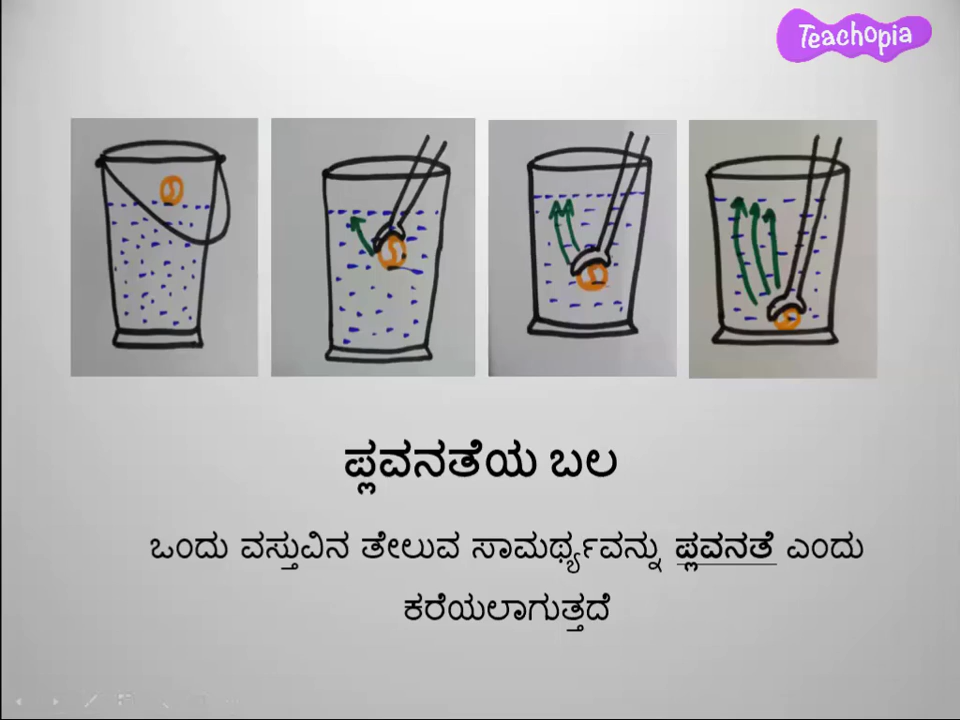 Teachopia
ಪ್ಲವನತೆಯ ಬಲ
ಒಂದು ವಸ್ತುವಿನ ತೇಲುವ ಸಾಮರ್ಥ್ಯವನ್ನು ಪ್ಲವನತೆ ಎಂದು
ಕರೆಯಲಾಗುತ್ತದೆ